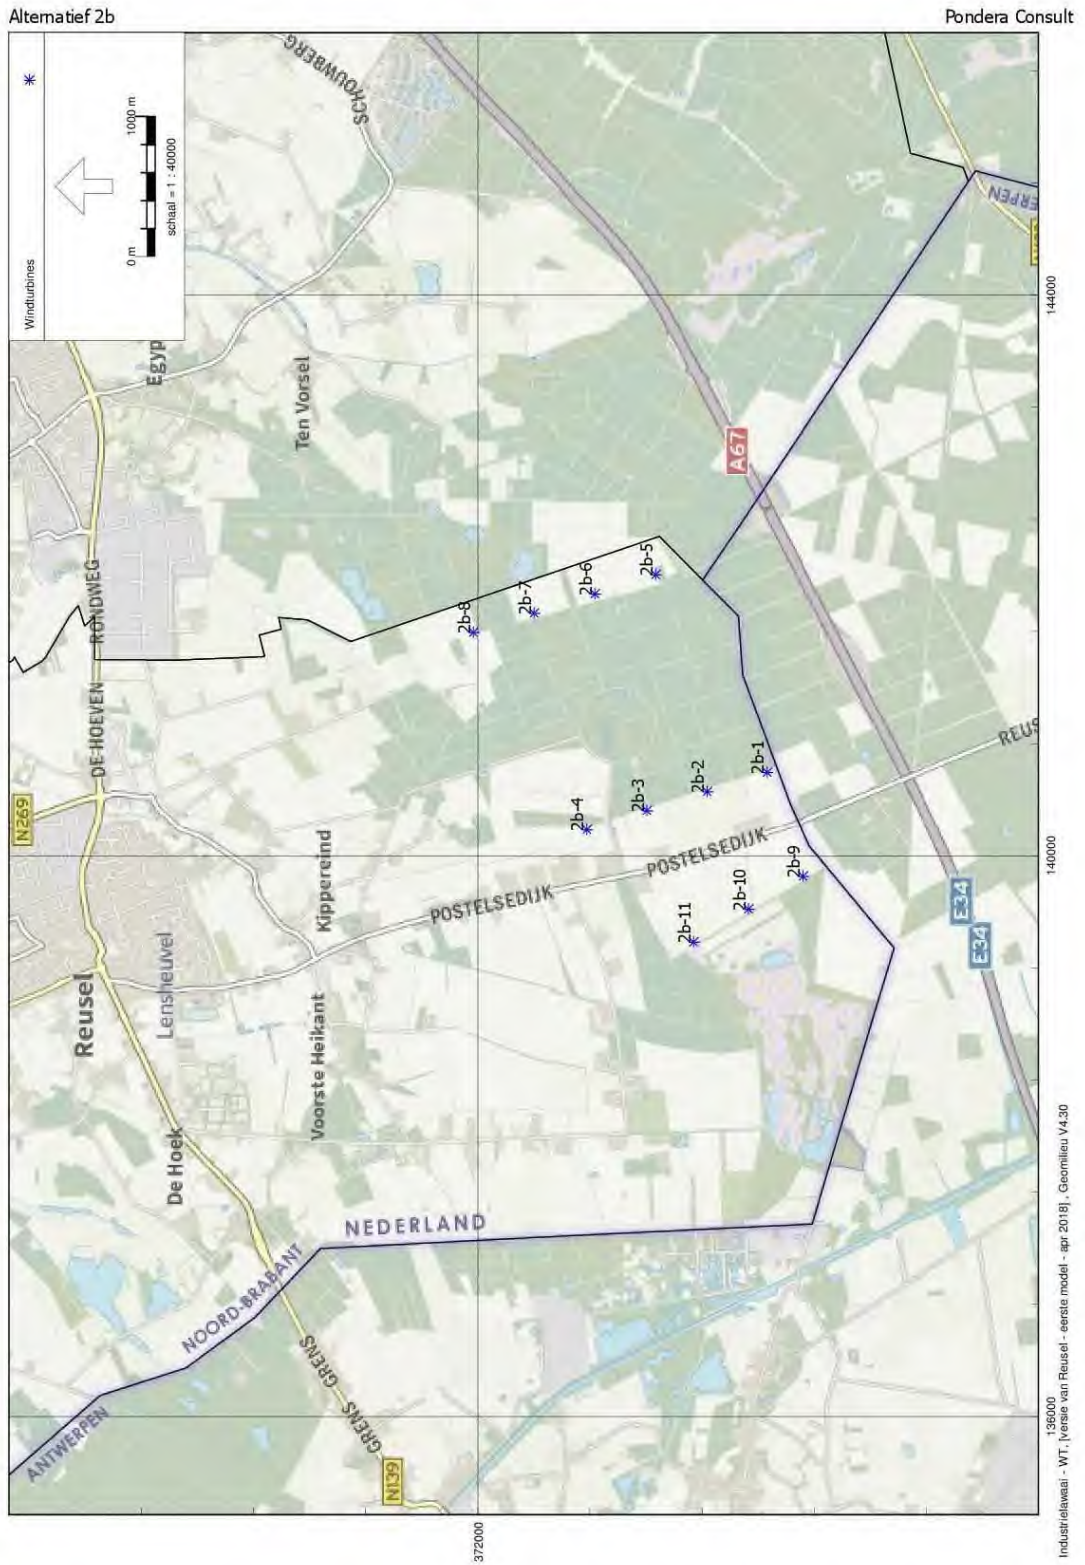 Alternatief 2b
Pondera Consult
Windturbines
0 m
1000 m
schaal = 1 : 40000
SCHOUWBERG
Egyp
Ten Vorsel
RONDWEG
DE HOEVEN
N269
Reusel
Lensheuvel
Kippereind
Voorste Heikant
De Hoek
POSTELSEDIJK
POSTELSEDIJK
2b-8
2b-7
2b-6
2b-5
2b-4
2b-3
2b-2
2b-1
2b-11
2b-10
2b-9
A67
E34
E34
REUS
ERPEN
NEDERLAND
NOORD-BRABANT
ANTWERPEN
GRENS
GRENS
N139
372000
136000
140000
144000
Industrielawaai - WT, [versie van Reusel - eerste model - apr 2018] , Geomilieu V4.30